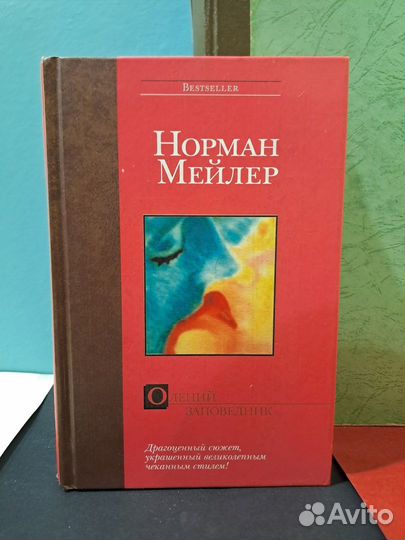 BESTSELLER
НОРМАН
МЕЙЛЕР
ОЛЕНИЙ
ЗАПОВЕДНИК
Драгоценный сюжет,
украшенный великолепным
чеканным стилем!
Avito